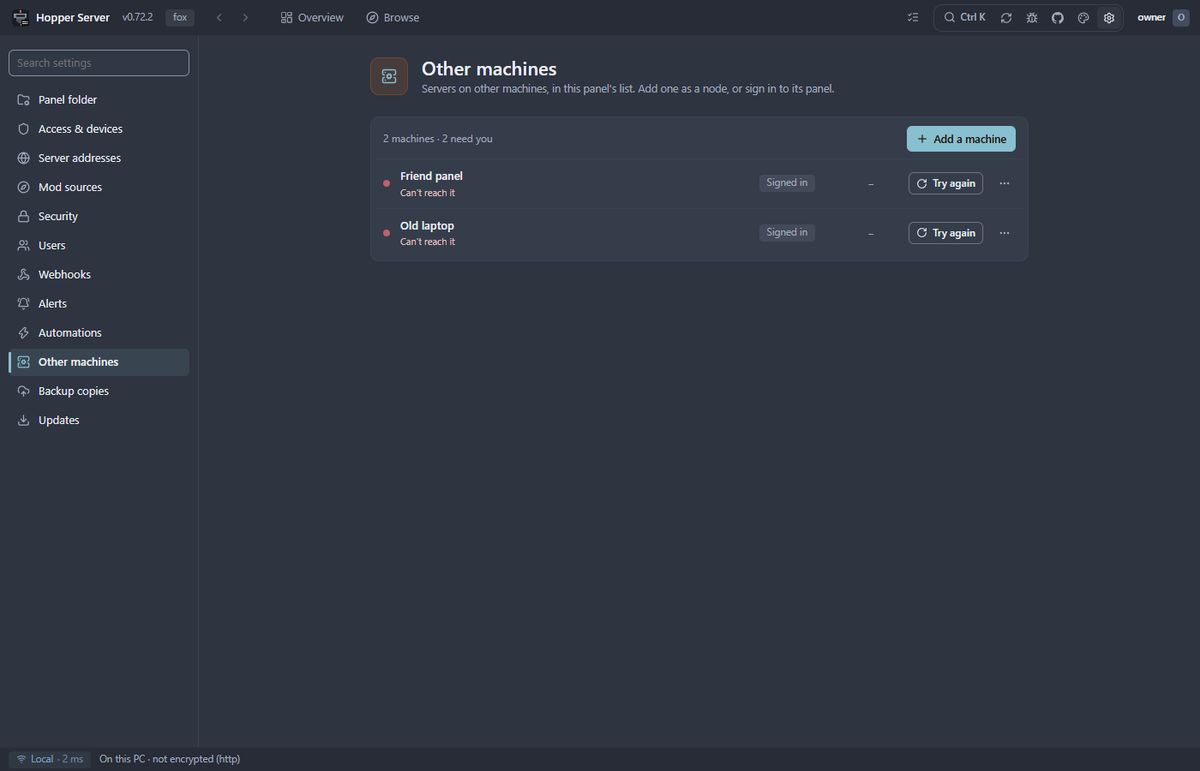 Hopper Server v0.72.2 fox Overview Browse Ctrl K owner O
Search settings
Panel folder
Access & devices
Server addresses
Mod sources
Security
Users
Webhooks
Alerts
Automations
Other machines
Backup copies
Updates
Other machines
Servers on other machines, in this panel's list. Add one as a node, or sign in to its panel.
2 machines · 2 need you + Add a machine
Friend panel
Can't reach it
Signed in – Try again ...
Old laptop
Can't reach it
Signed in – Try again ...
Local · 2 ms On this PC · not encrypted (http)